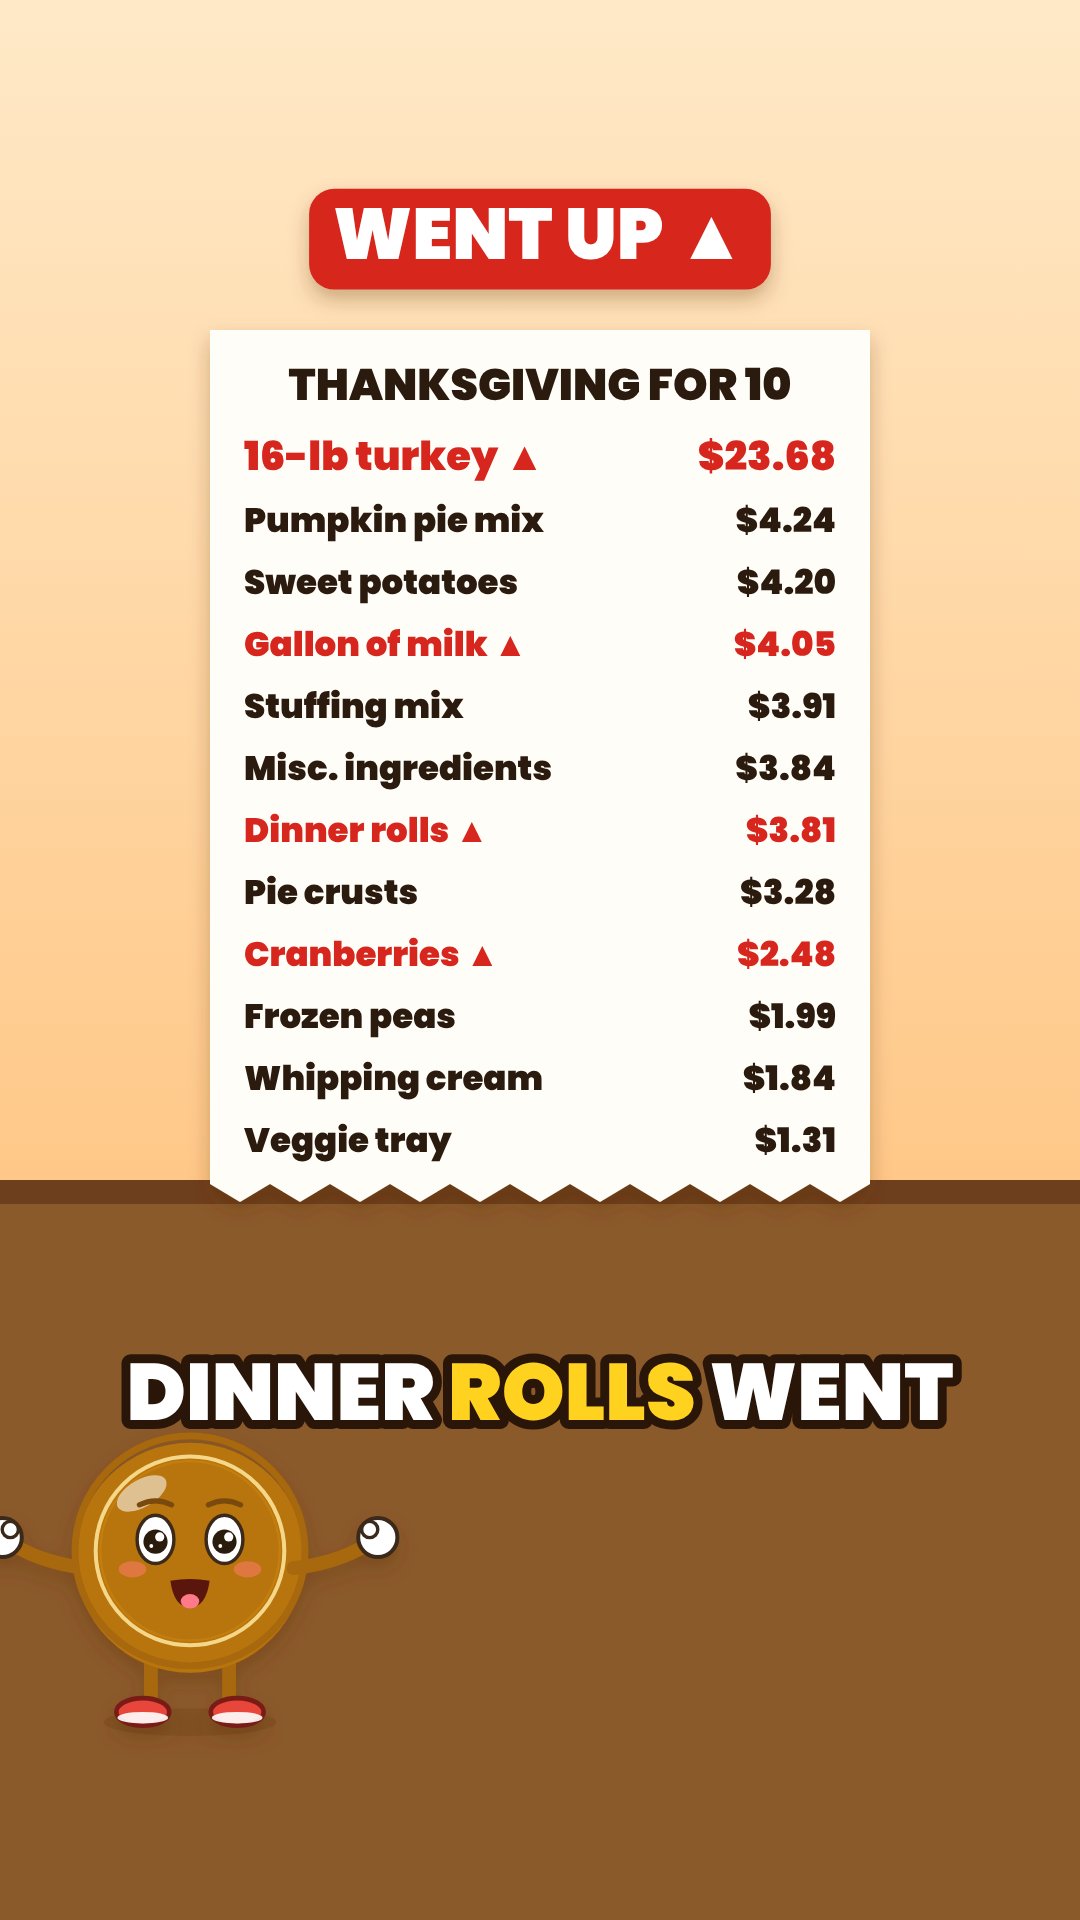 WENT UP ▲
THANKSGIVING FOR 10
16-lb turkey ▲ $23.68
Pumpkin pie mix $4.24
Sweet potatoes $4.20
Gallon of milk ▲ $4.05
Stuffing mix $3.91
Misc. ingredients $3.84
Dinner rolls ▲ $3.81
Pie crusts $3.28
Cranberries ▲ $2.48
Frozen peas $1.99
Whipping cream $1.84
Veggie tray $1.31
DINNER ROLLS WENT